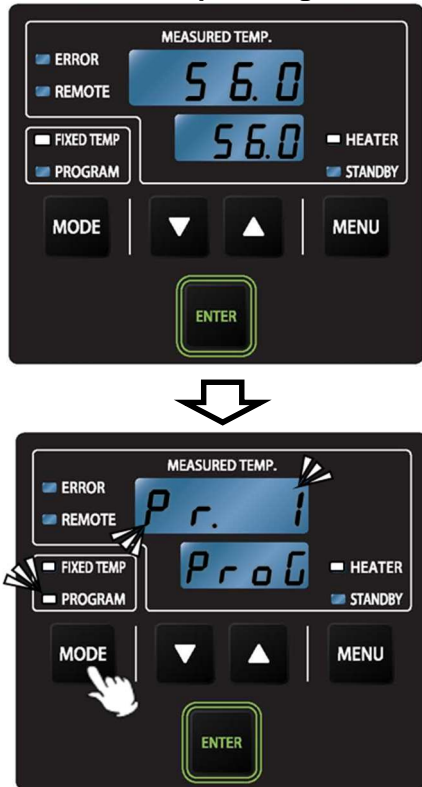 MEASURED TEMP.
ERROR
56.0
REMOTE
FIXED TEMP
56.0
HEATER
PROGRAM
STANDBY
MODE
MENU
ENTER
MEASURED TEMP.
ERROR
Pr. 1
REMOTE
FIXED TEMP
ProG
HEATER
PROGRAM
STANDBY
MODE
MENU
ENTER